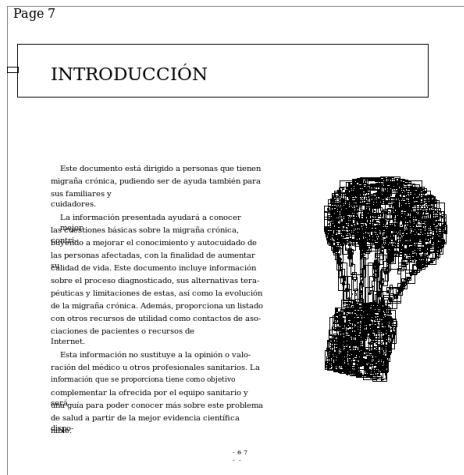 Page 7
INTRODUCCIÓN
Este documento está dirigido a personas que tienen
migraña crónica, pudiendo ser de ayuda también para
sus familiares y
cuidadores.
La información presentada ayudará a conocer
mejor
las cuestiones básicas sobre la migraña crónica,
contri-
buyendo a mejorar el conocimiento y autocuidado de
las personas afectadas, con la finalidad de aumentar
su
calidad de vida. Este documento incluye información
sobre el proceso diagnosticado, sus alternativas tera-
péuticas y limitaciones de estas, así como la evolución
de la migraña crónica. Además, proporciona un listado
con otros recursos de utilidad como contactos de aso-
ciaciones de pacientes o recursos de
Internet.
Esta información no sustituye a la opinión o valo-
ración del médico u otros profesionales sanitarios. La
información que se proporciona tiene como objetivo
complementar la ofrecida por el equipo sanitario y
será
una guía para poder conocer más sobre este problema
de salud a partir de la mejor evidencia científica
dispo-
nible.
- 6 7
- -